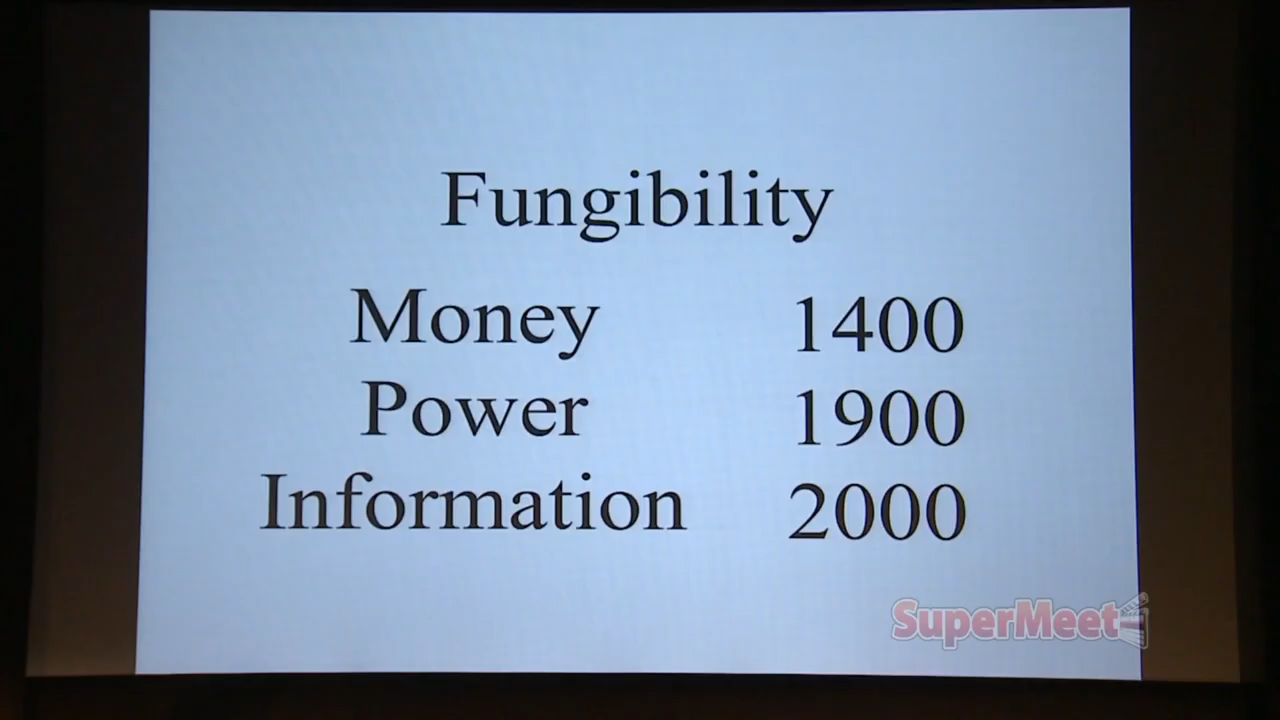 Fungibility
Money 1400
Power 1900
Information 2000
SuperMeet